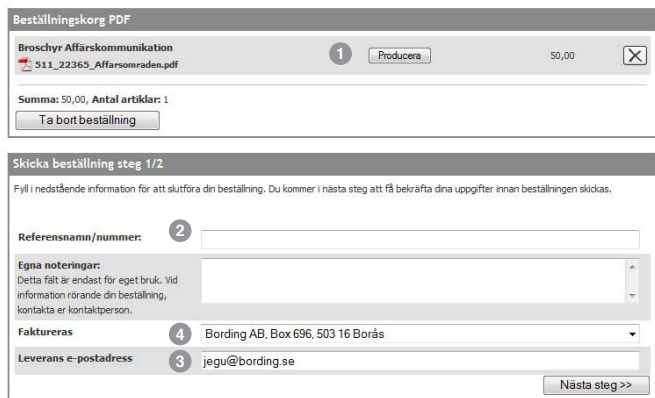 Beställningskorg PDF
Broschyr Affärskommunikation
511_22365_Affarsomraden.pdf
1
Producera
50,00
Summa: 50,00, Antal artiklar: 1
Ta bort beställning
Skicka beställning steg 1/2
Fyll i nedstående information för att slutföra din beställning. Du kommer i nästa steg att få bekräfta dina uppgifter innan beställningen skickas.
Referensnamn/nummer:
2
Egna noteringar:
Detta fält är endast för eget bruk. Vid
information rörande din beställning,
kontakta er kontaktperson.
Faktureras
4
Bording AB, Box 696, 503 16 Borås
Leverans e-postadress
3
jegu@bording.se
Nästa steg >>